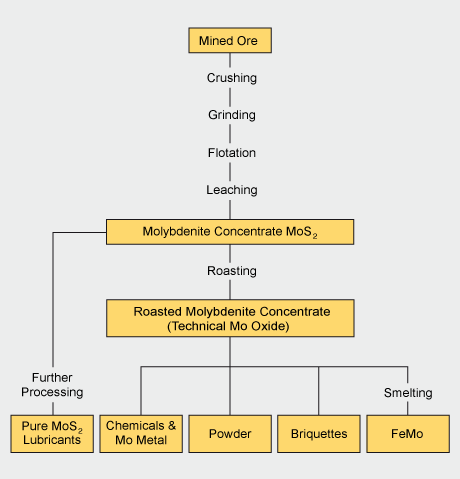 Mined Ore
Crushing
Grinding
Flotation
Leaching
Molybdenite Concentrate MoS₂
Roasting
Roasted Molybdenite Concentrate
(Technical Mo Oxide)
Further
Processing
Smelting
Pure MoS₂
Lubricants
Chemicals &
Mo Metal
Powder
Briquettes
FeMo